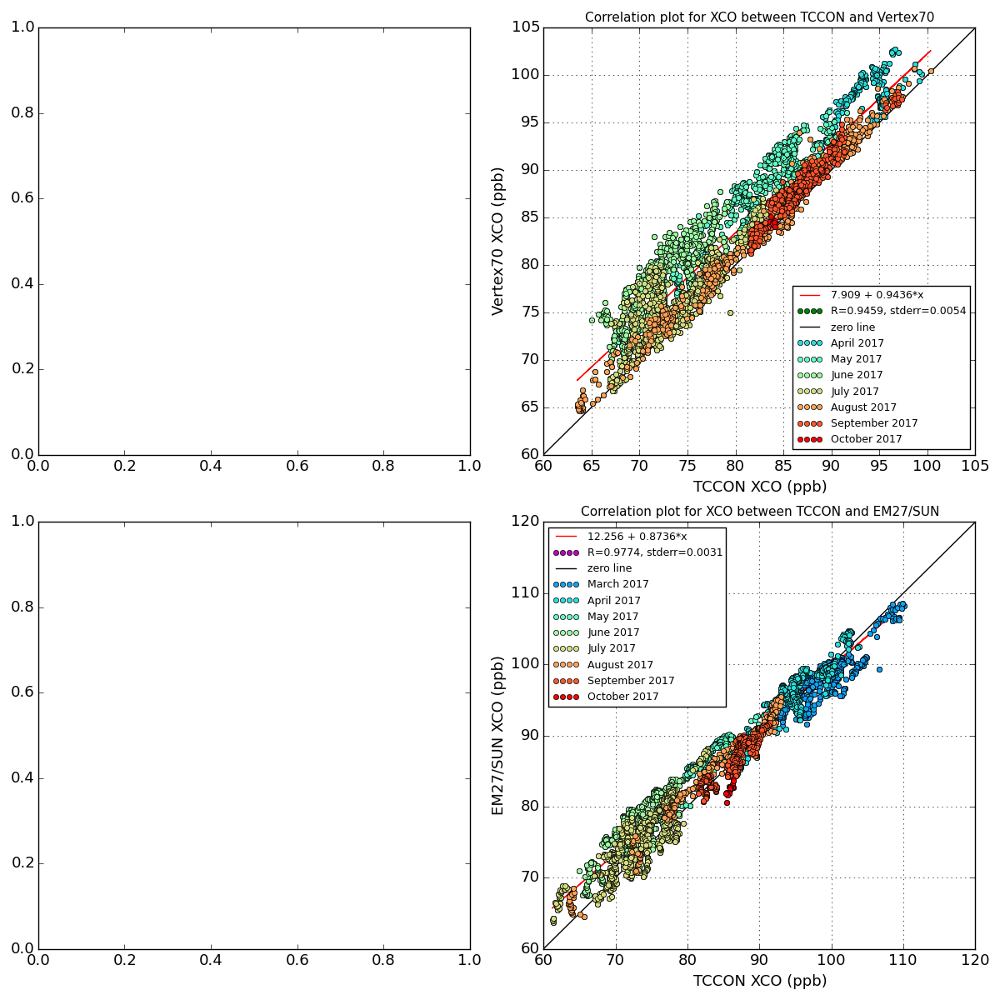 1.0
0.8
0.6
0.4
0.2
0.0
0.0 0.2 0.4 0.6 0.8 1.0
Correlation plot for XCO between TCCON and Vertex70
Vertex70 XCO (ppb)
105
100
95
90
85
80
75
70
65
60
7.909 + 0.9436*x
R=0.9459, stderr=0.0054
zero line
April 2017
May 2017
June 2017
July 2017
August 2017
September 2017
October 2017
60 65 70 75 80 85 90 95 100 105
TCCON XCO (ppb)
1.0
0.8
0.6
0.4
0.2
0.0
0.0 0.2 0.4 0.6 0.8 1.0
Correlation plot for XCO between TCCON and EM27/SUN
EM27/SUN XCO (ppb)
120
110
100
90
80
70
60
12.256 + 0.8736*x
R=0.9774, stderr=0.0031
zero line
March 2017
April 2017
May 2017
June 2017
July 2017
August 2017
September 2017
October 2017
60 70 80 90 100 110 120
TCCON XCO (ppb)